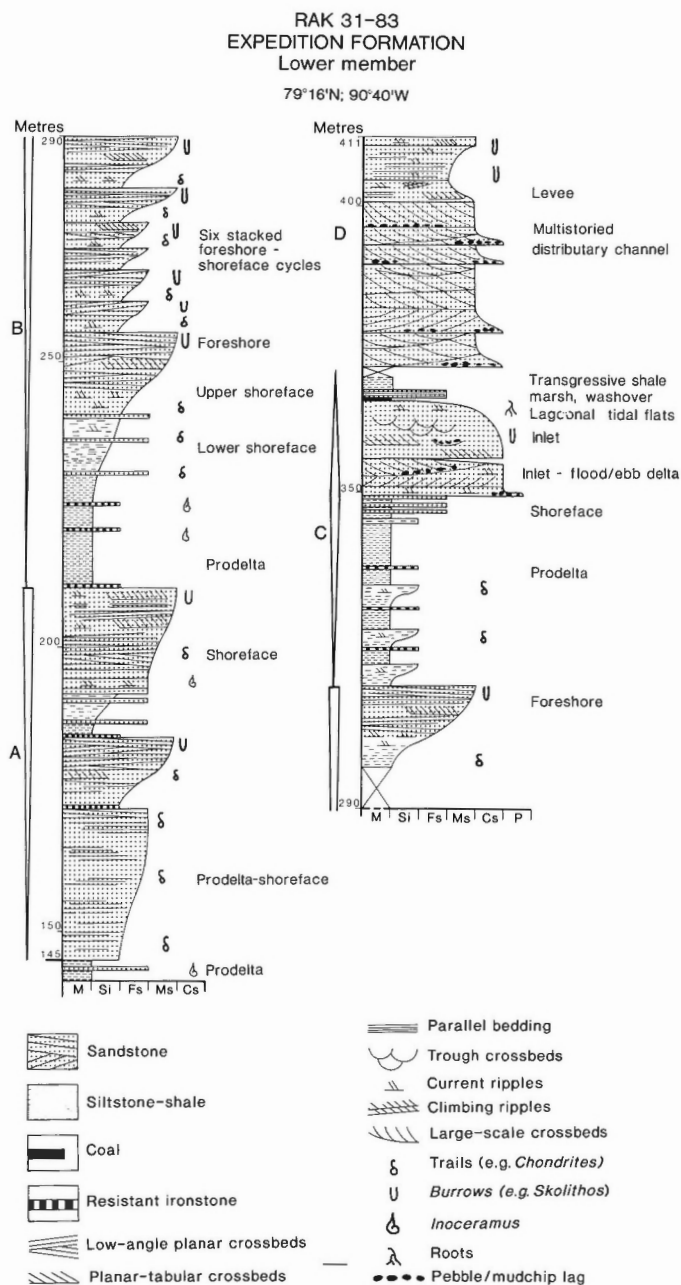 RAK 31-83
EXPEDITION FORMATION
Lower member
79°16'N; 90°40'W
Metres
290
B
Six stacked
foreshore -
shoreface cycles
Foreshore
250
Upper shoreface
Lower shoreface
Prodelta
200
Shoreface
A
Prodelta-shoreface
150
145
Prodelta
M Si Fs Ms Cs
Metres
411
400
Levee
D
Multistoried
distributary channel
Transgressive shale
marsh, washover
Lagoonal tidal flats
Inlet
Inlet - flood/ebb delta
350
Shoreface
C
Prodelta
Foreshore
290
M Si Fs Ms Cs P
Sandstone
Siltstone-shale
Coal
Resistant ironstone
Low-angle planar crossbeds
Planar-tabular crossbeds
Parallel bedding
Trough crossbeds
Current ripples
Climbing ripples
Large-scale crossbeds
Trails (e.g. Chondrites)
Burrows (e.g. Skolithos)
Inoceramus
Roots
Pebble/mudchip lag